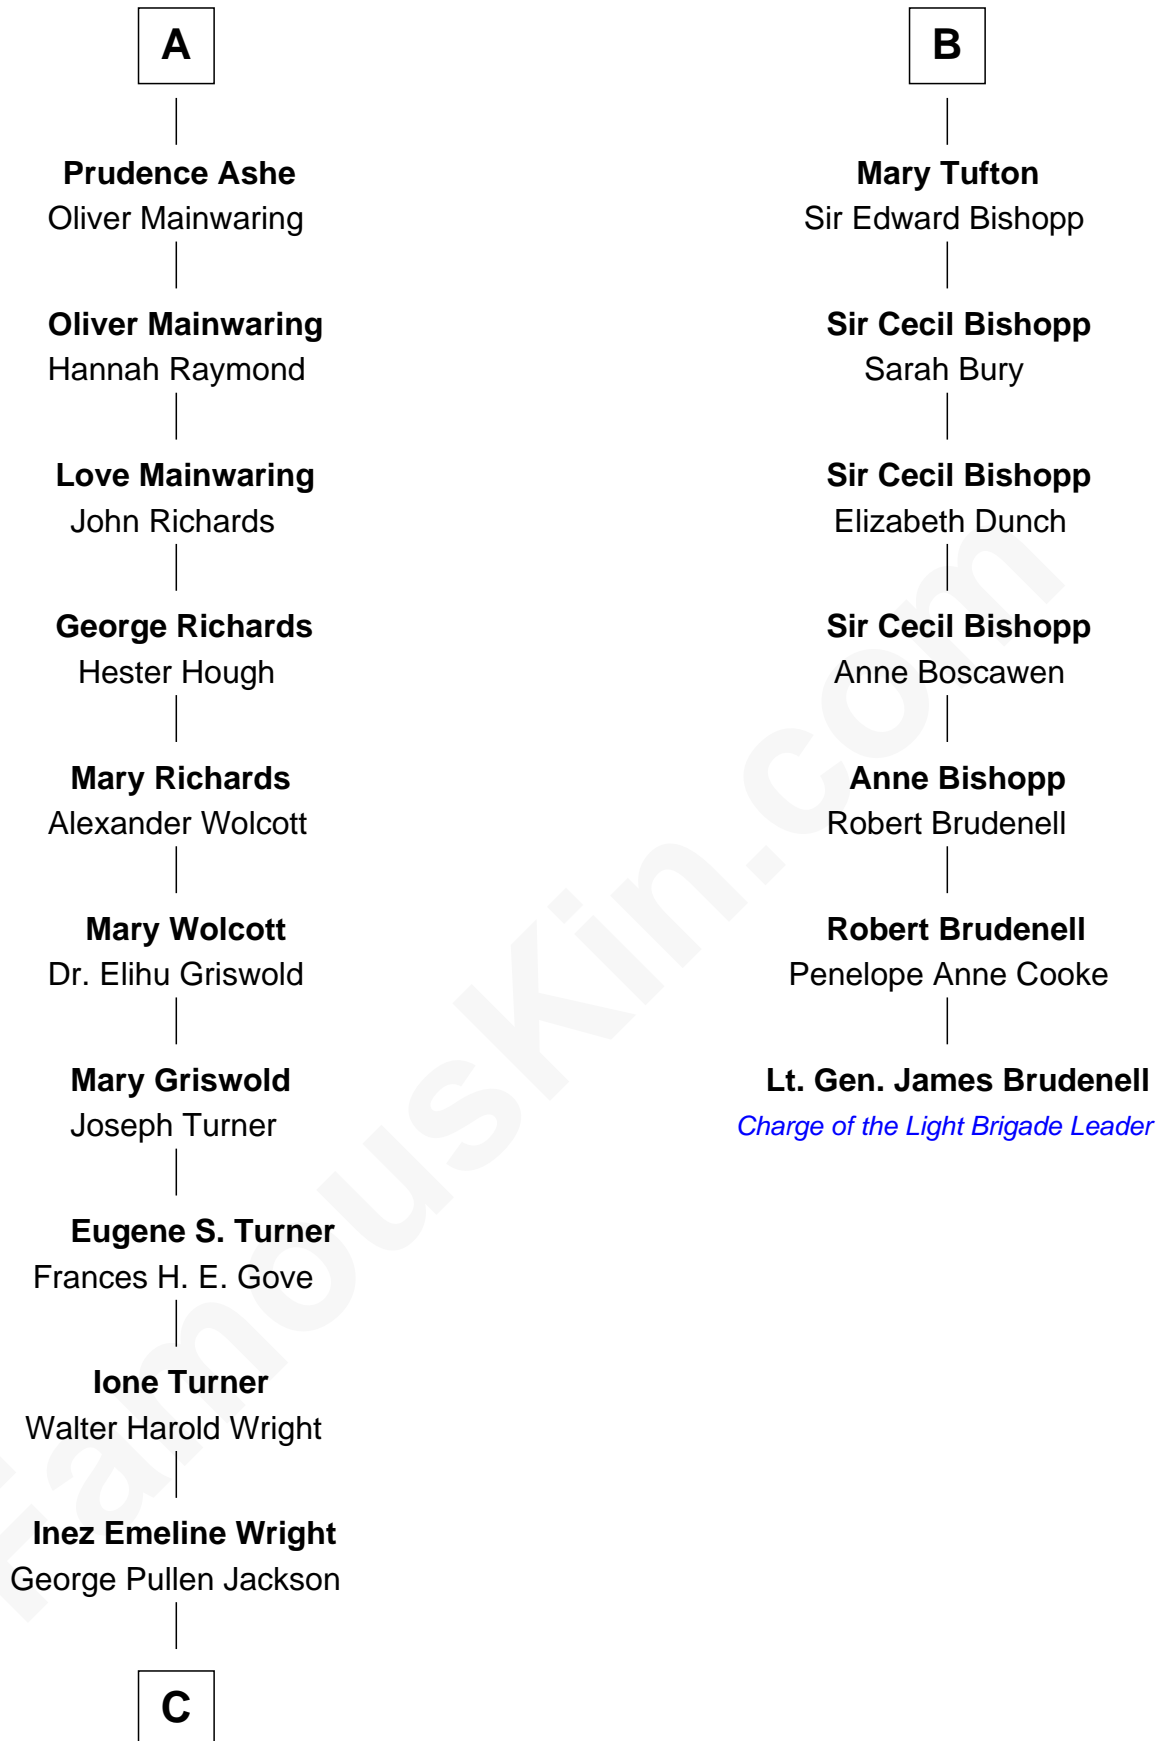 A
Prudence Ashe
Oliver Mainwaring
Oliver Mainwaring
Hannah Raymond
Love Mainwaring
John Richards
George Richards
Hester Hough
Mary Richards
Alexander Wolcott
Mary Wolcott
Dr. Elihu Griswold
Mary Griswold
Joseph Turner
Eugene S. Turner
Frances H. E. Gove
Ione Turner
Walter Harold Wright
Inez Emeline Wright
George Pullen Jackson
C
B
Mary Tufton
Sir Edward Bishopp
Sir Cecil Bishopp
Sarah Bury
Sir Cecil Bishopp
Elizabeth Dunch
Sir Cecil Bishopp
Anne Boscawen
Anne Bishopp
Robert Brudenell
Robert Brudenell
Penelope Anne Cooke
Lt. Gen. James Brudenell
Charge of the Light Brigade Leader
FamousKin.com